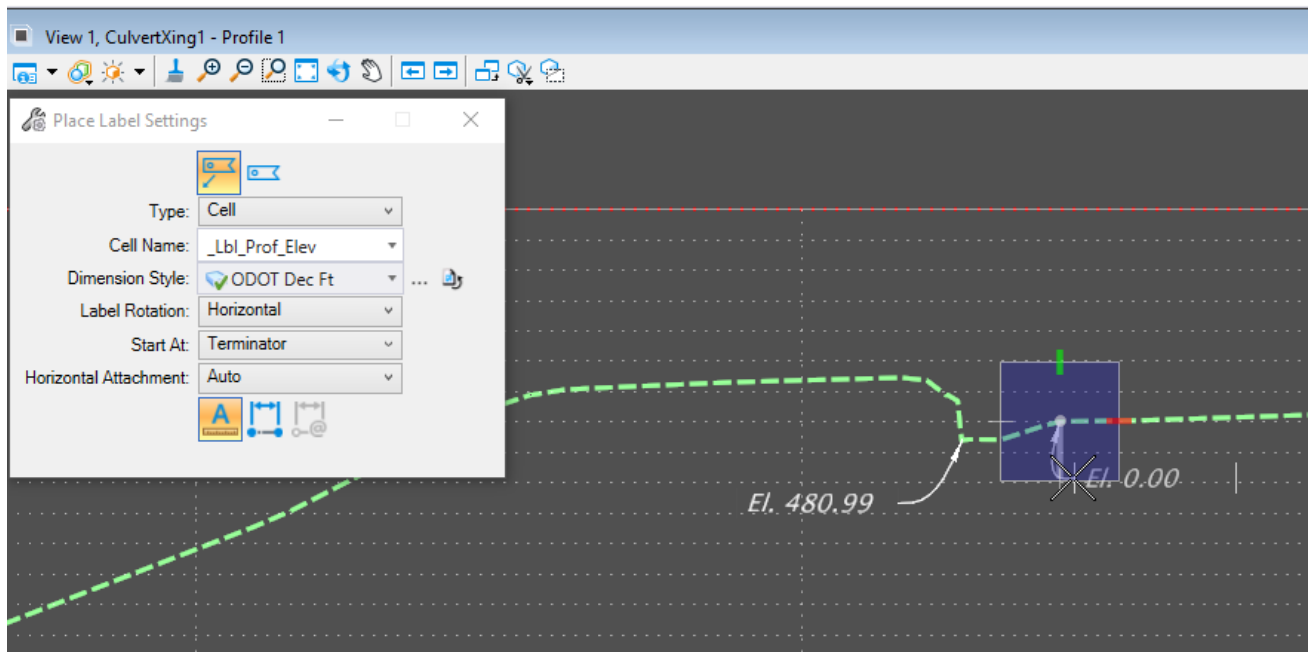 View 1, CulvertXing1 - Profile 1
Place Label Settings
Type: Cell
Cell Name: _Lbl_Prof_Elev
Dimension Style: ODOT Dec Ft ...
Label Rotation: Horizontal
Start At: Terminator
Horizontal Attachment: Auto
A
El. 480.99
El. 0.00